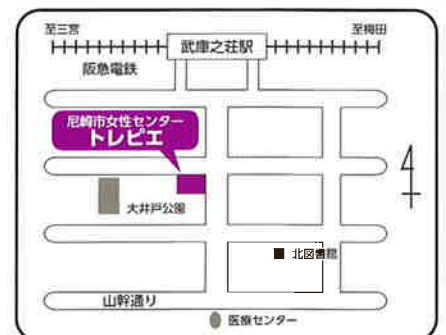 至三宮
至梅田
武庫之荘駅
阪急電鉄
尼崎市女性センター
トレピエ
大井戸公園
北図書館
山幹通り
医療センター